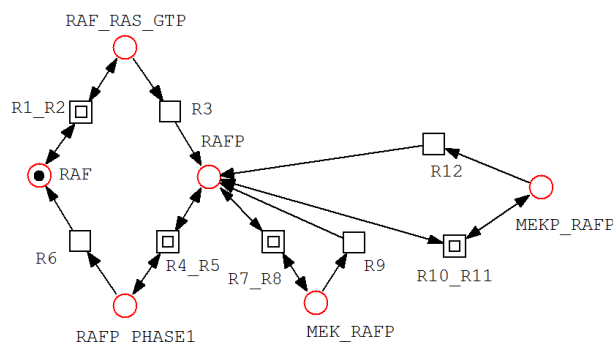 RAF_RAS_GTP
R1_R2
R3
RAFP
RAF
R12
MEKP_RAFP
R6
R4_R5
R7_R8
R9
R10_R11
RAFP_PHASE1
MEK_RAFP